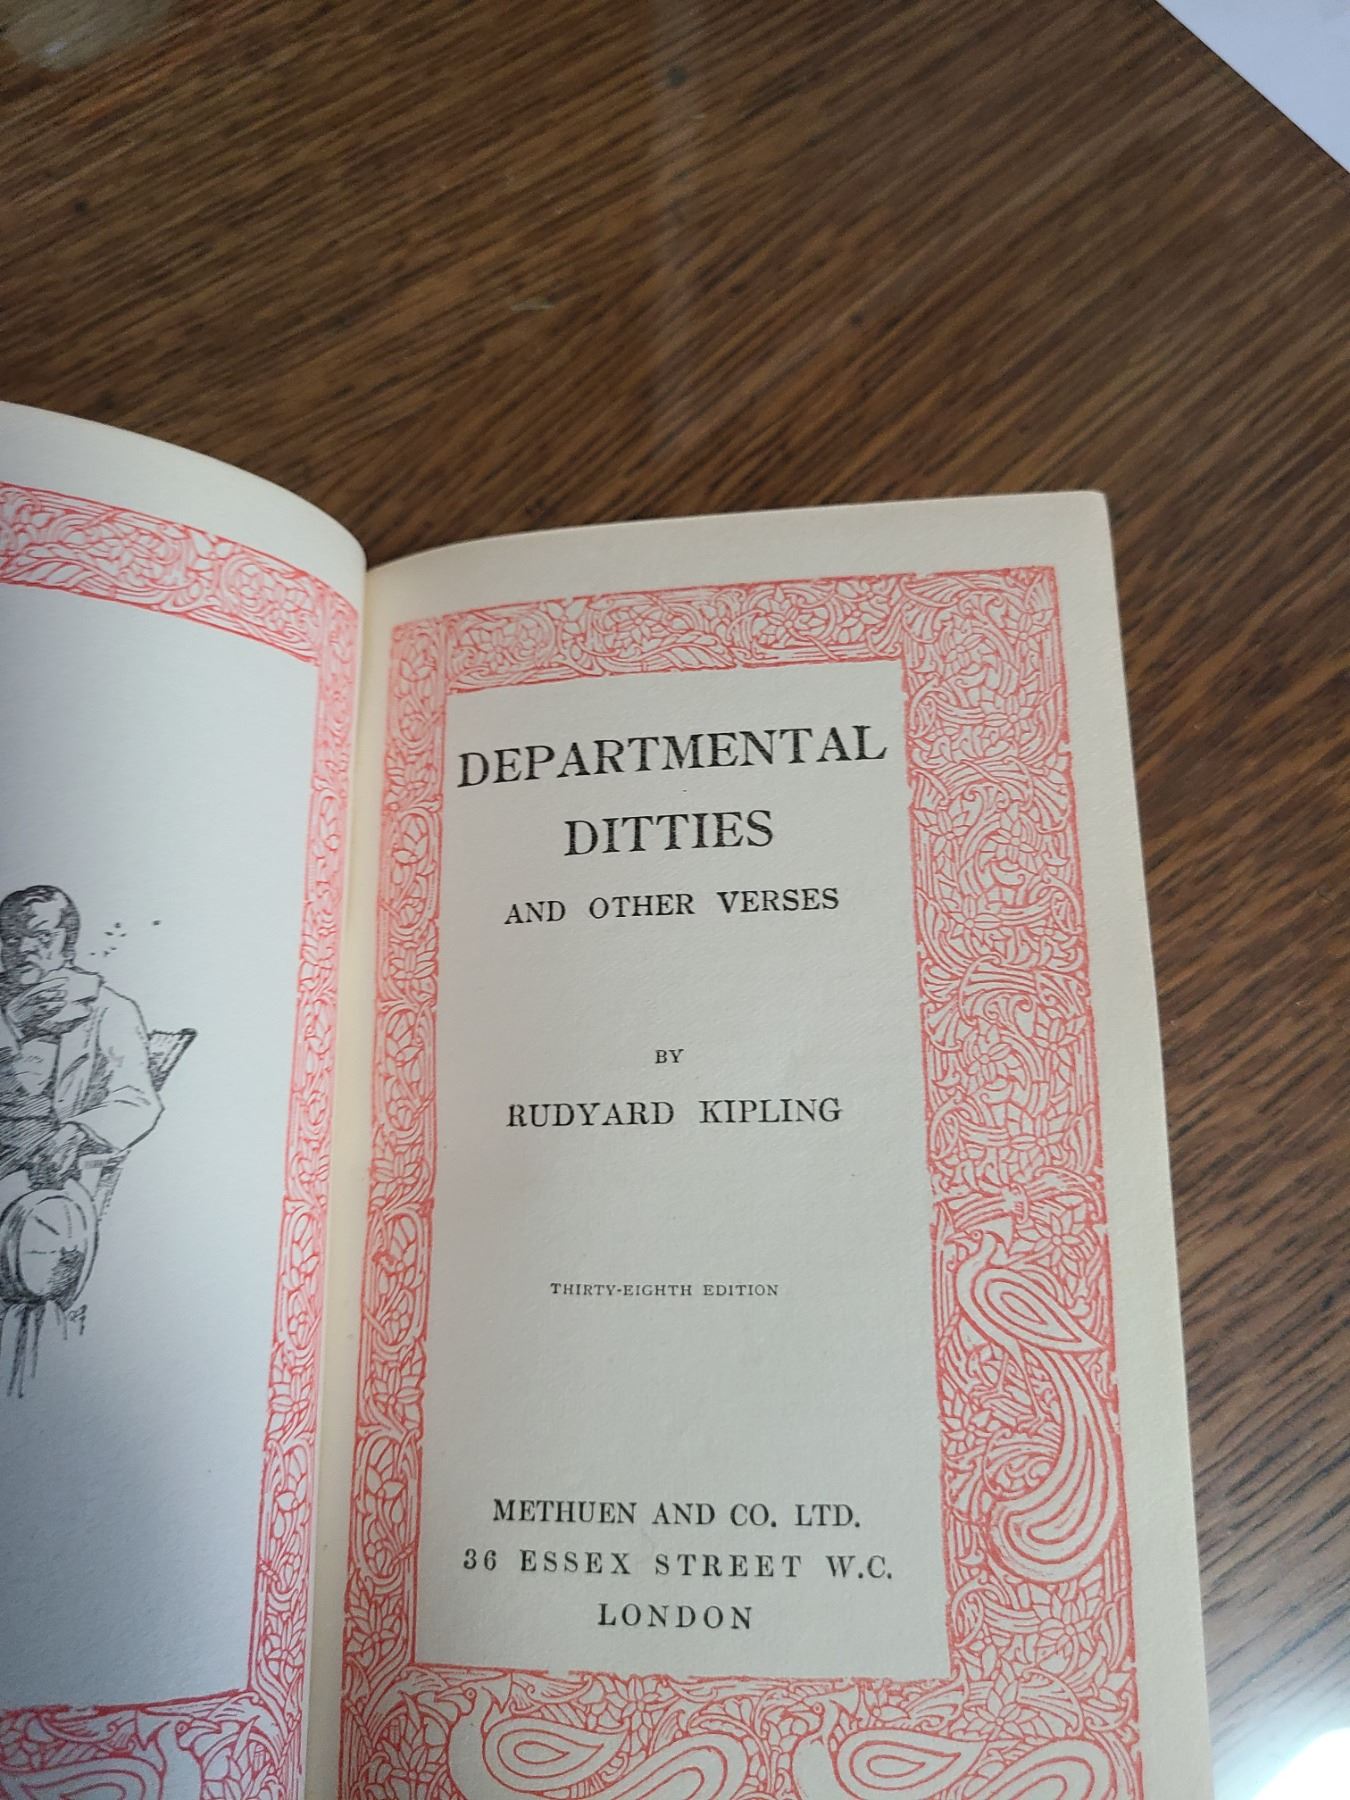 DEPARTMENTAL
DITTIES
AND OTHER VERSES
BY
RUDYARD KIPLING
THIRTY-EIGHTH EDITION
METHUEN AND CO. LTD.
36 ESSEX STREET W.C.
LONDON